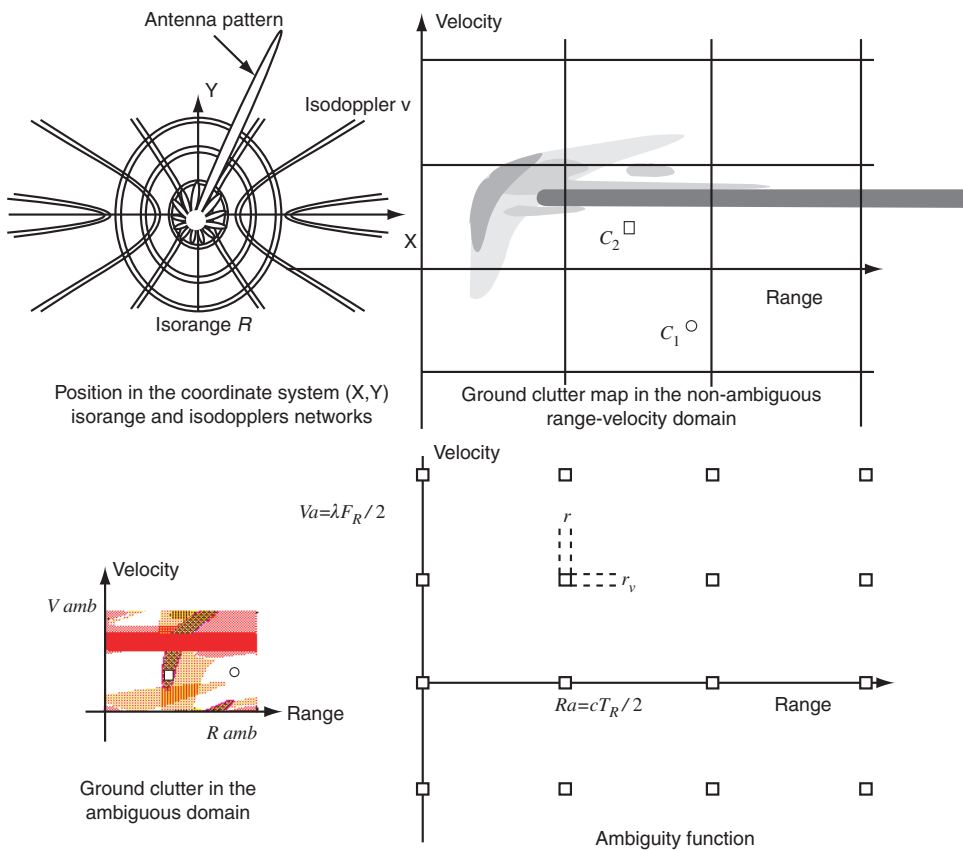 Antenna pattern
Y
Isodoppler v
X
Isorange R
Position in the coordinate system (X,Y)
isorange and isodopplers networks
Velocity
C2
C1
Range
Ground clutter map in the non-ambiguous
range-velocity domain
Velocity
V amb
Range
R amb
Ground clutter in the
ambiguous domain
Velocity
Va=λFR/2
r
rv
Ra=cTR/2
Range
Ambiguity function